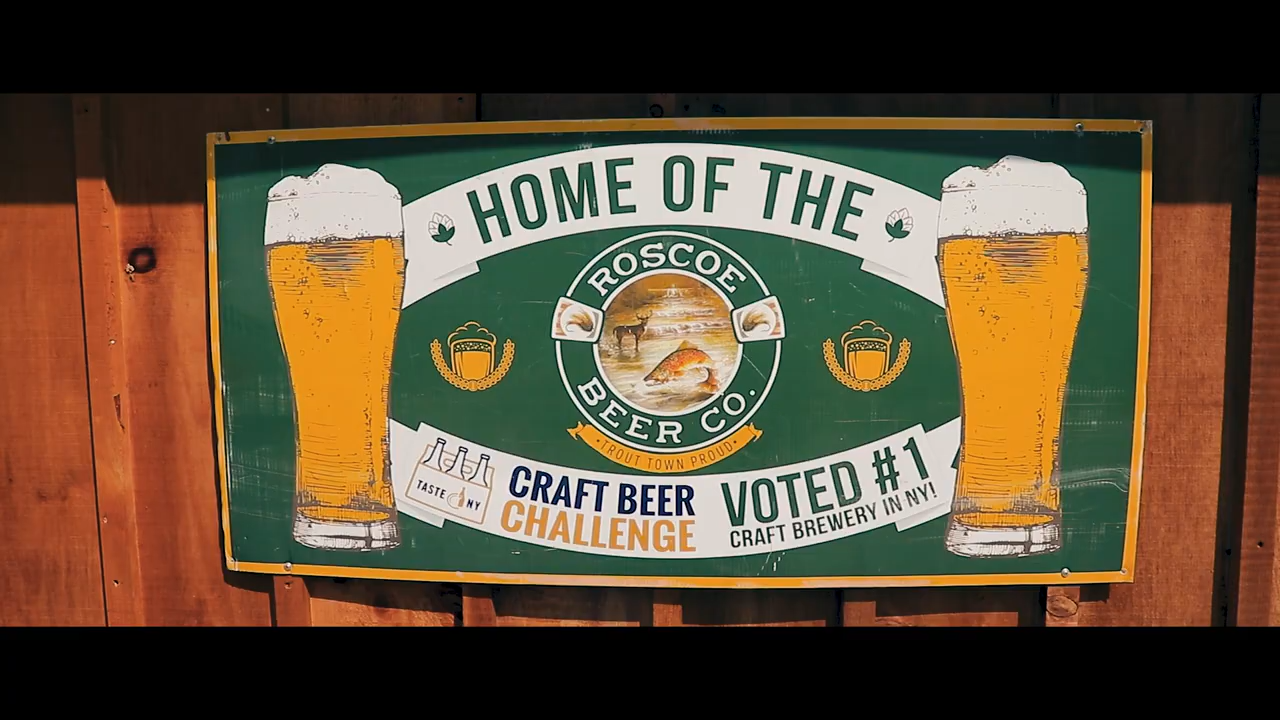 HOME OF THE
ROSCOE
BEER CO.
• TROUT TOWN PROUD •
TASTE NY
CRAFT BEER
CHALLENGE
VOTED #1
CRAFT BREWERY IN NY!